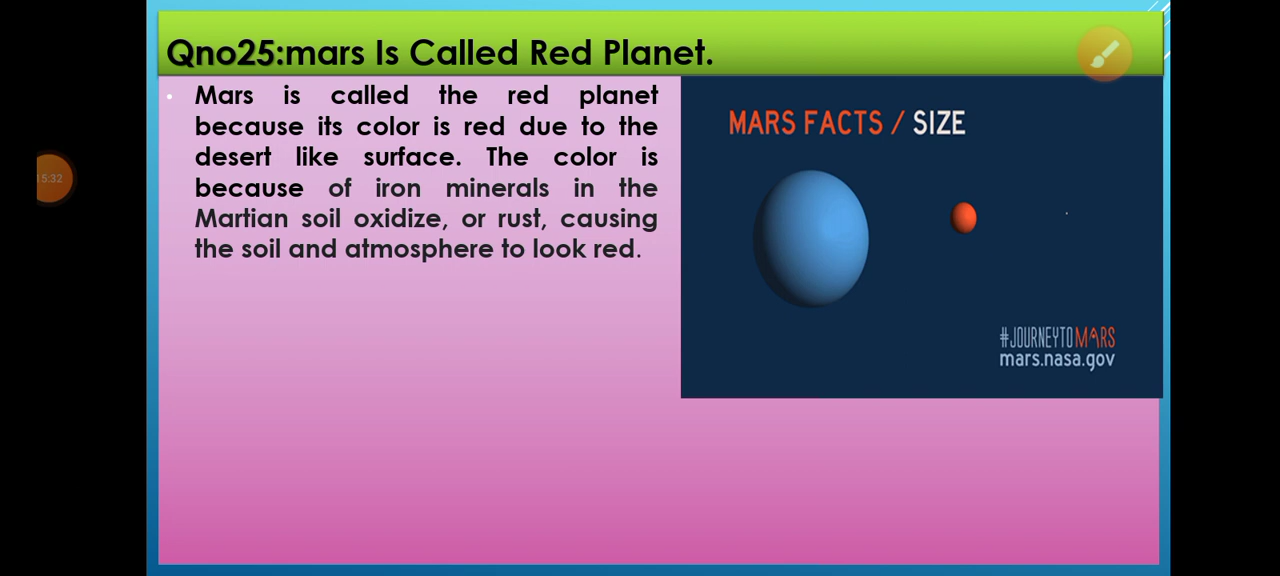 Qno25:mars Is Called Red Planet.
Mars is called the red planet
because its color is red due to the
desert like surface. The color is
because of iron minerals in the
Martian soil oxidize, or rust, causing
the soil and atmosphere to look red.
MARS FACTS / SIZE
#JOURNEYTOMARS
mars.nasa.gov
15:32